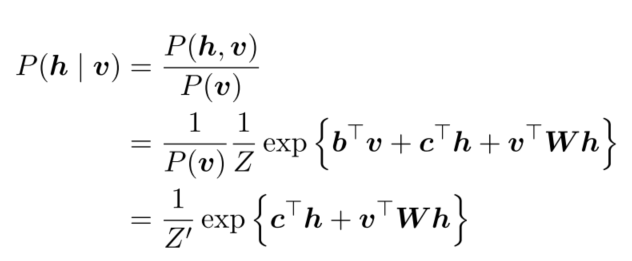 P(h | v) = P(h, v) / P(v)
= 1/P(v) 1/Z exp{b⊤v + c⊤h + v⊤Wh}
= 1/Z′ exp{c⊤h + v⊤Wh}